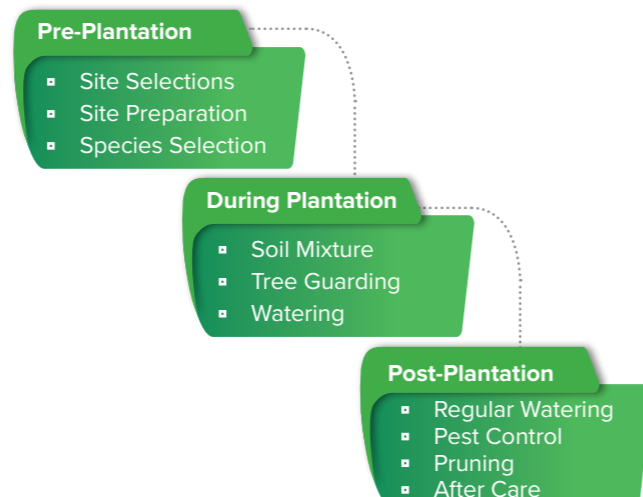 Pre-Plantation
Site Selections
Site Preparation
Species Selection
During Plantation
Soil Mixture
Tree Guarding
Watering
Post-Plantation
Regular Watering
Pest Control
Pruning
After Care